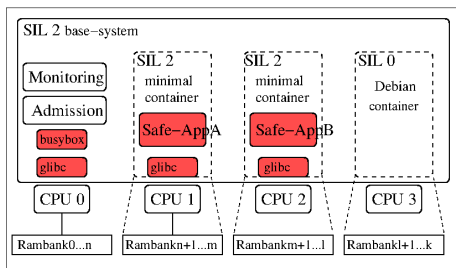 SIL 2 base-system
Monitoring
Admission
busybox
glibc
SIL 2
minimal
container
Safe-AppA
glibc
SIL 2
minimal
container
Safe-AppB
glibc
SIL 0
Debian
container
CPU 0
CPU 1
CPU 2
CPU 3
Rambank0...n
Rambankn+1...m
Rambankm+1...l
Rambankl+1...k